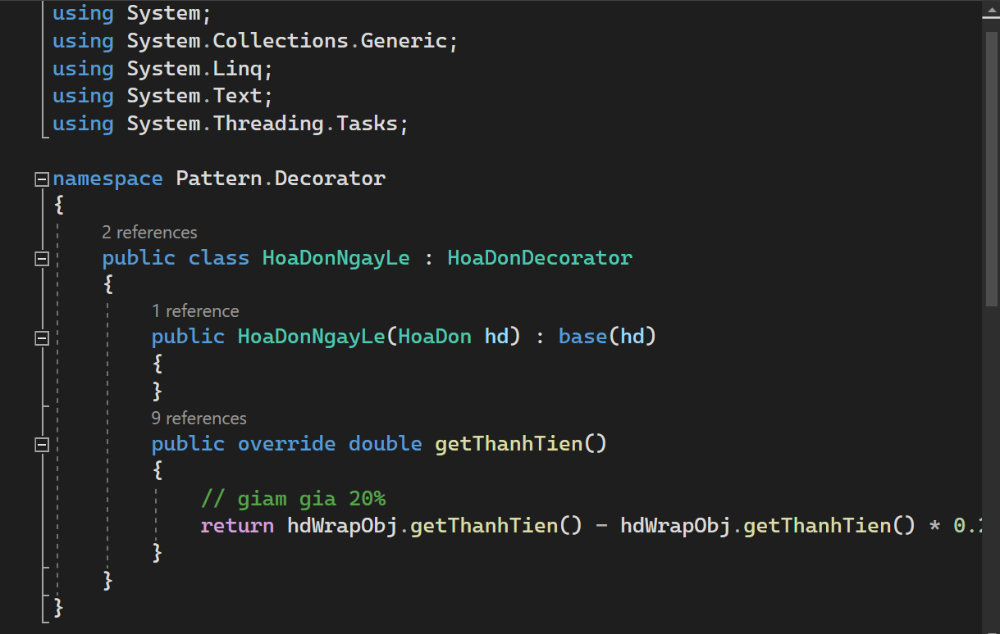 using System;
using System.Collections.Generic;
using System.Linq;
using System.Text;
using System.Threading.Tasks;
namespace Pattern.Decorator
{
2 references
public class HoaDonNgayLe : HoaDonDecorator
{
1 reference
public HoaDonNgayLe(HoaDon hd) : base(hd)
{
}
9 references
public override double getThanhTien()
{
// giam gia 20%
return hdWrapObj.getThanhTien() - hdWrapObj.getThanhTien() * 0.
}
}
}